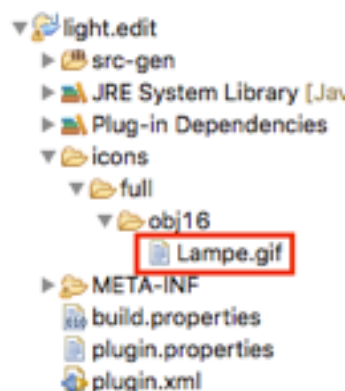 light.edit
src-gen
JRE System Library [Jav
Plug-in Dependencies
icons
full
obj16
Lampe.gif
META-INF
build.properties
plugin.properties
plugin.xml